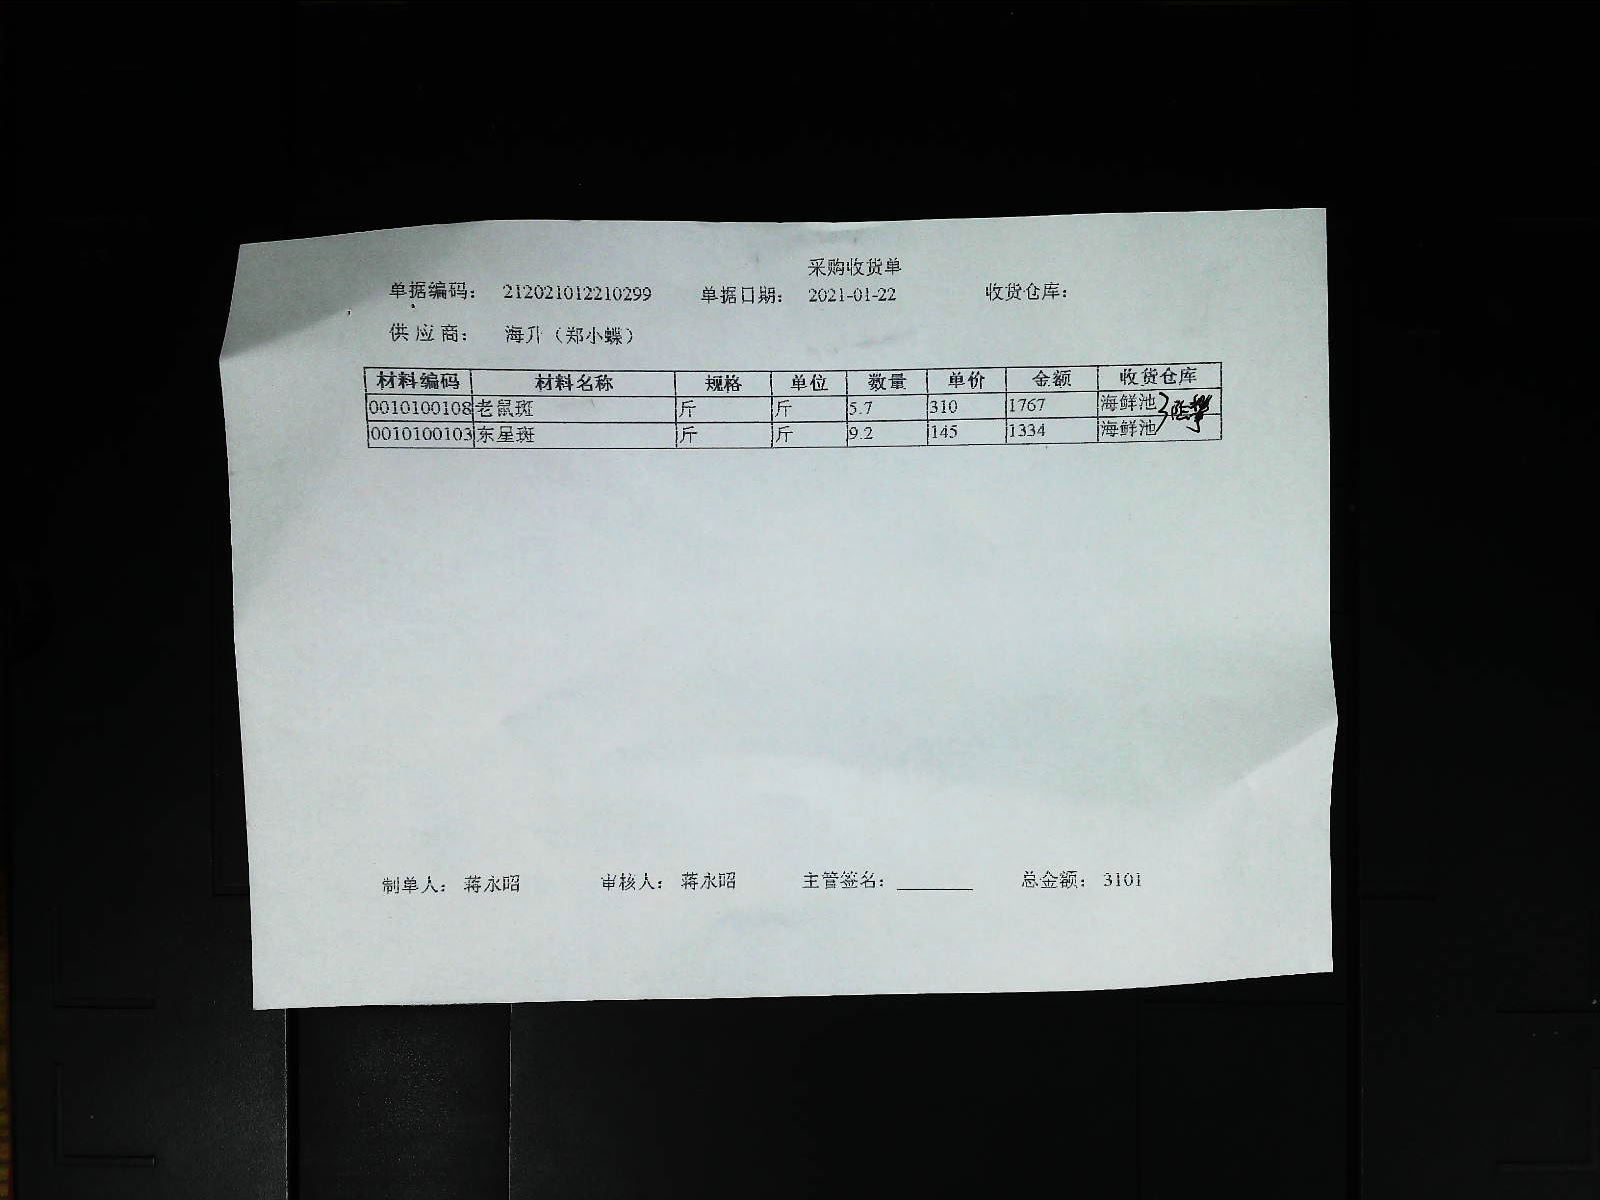 采购收货单
单据编码： 212021012210299 单据日期： 2021-01-22 收货仓库：
供 应 商： 海升（郑小蝶）
材料编码 材料名称 规格 单位 数量 单价 金额 收货仓库
0010100108 老鼠斑 斤 斤 5.7 310 1767 海鲜池
0010100103 东星斑 斤 斤 9.2 145 1334 海鲜池
制单人： 蒋永昭 审核人： 蒋永昭 主管签名： 总金额： 3101